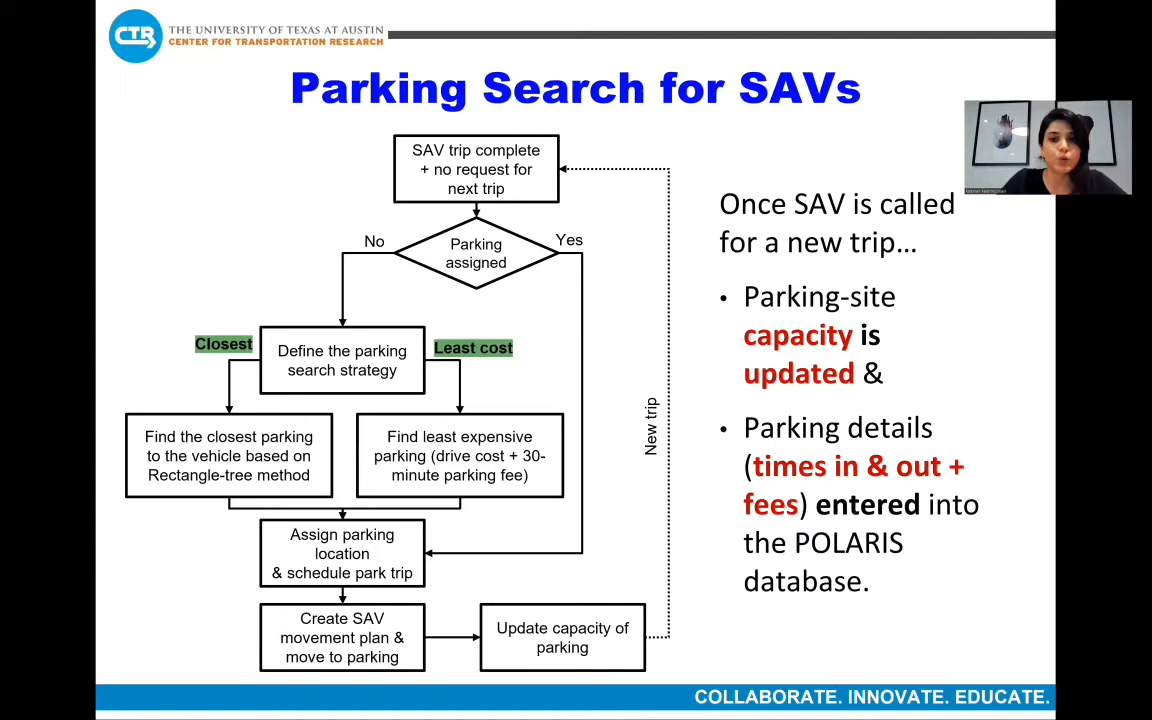 CTR
THE UNIVERSITY OF TEXAS AT AUSTIN
CENTER FOR TRANSPORTATION RESEARCH
Parking Search for SAVs
SAV trip complete
+ no request for
next trip
No
Parking
assigned
Yes
Closest
Define the parking
search strategy
Least cost
Find the closest parking
to the vehicle based on
Rectangle-tree method
Find least expensive
parking (drive cost + 30-
minute parking fee)
Assign parking
location
& schedule park trip
Create SAV
movement plan &
move to parking
Update capacity of
parking
New trip
Once SAV is called
for a new trip…
• Parking-site
capacity is
updated &
• Parking details
(times in & out +
fees) entered into
the POLARIS
database.
COLLABORATE. INNOVATE. EDUCATE.